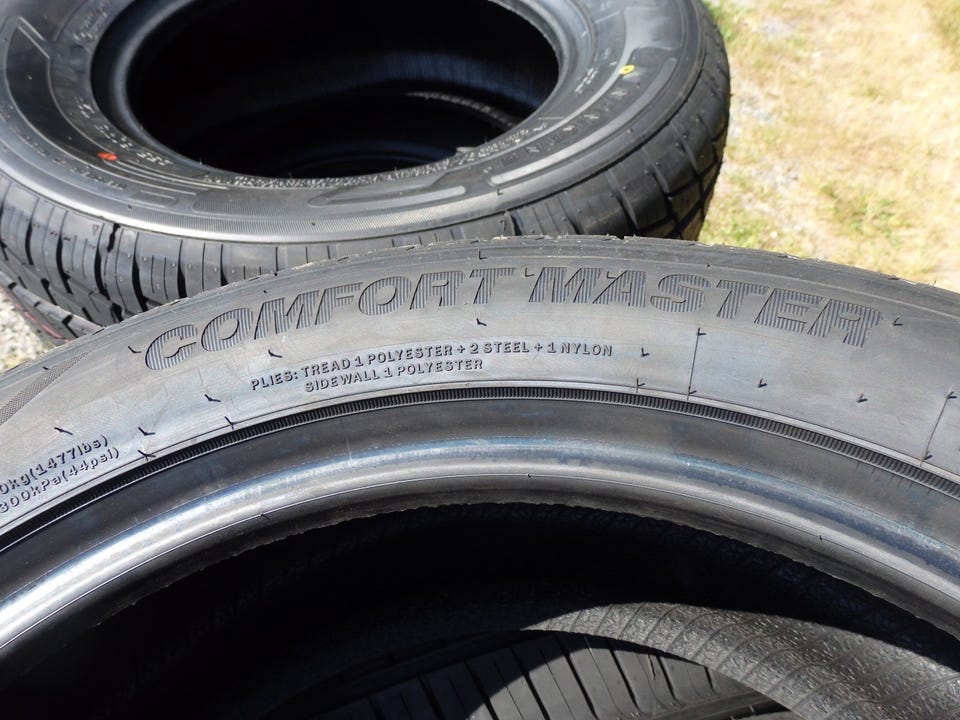 COMFORT MASTER
PLIES: TREAD 1 POLYESTER + 2 STEEL + 1 NYLON
SIDEWALL 1 POLYESTER
0kg(1477lbs)
300kPa(44psi)